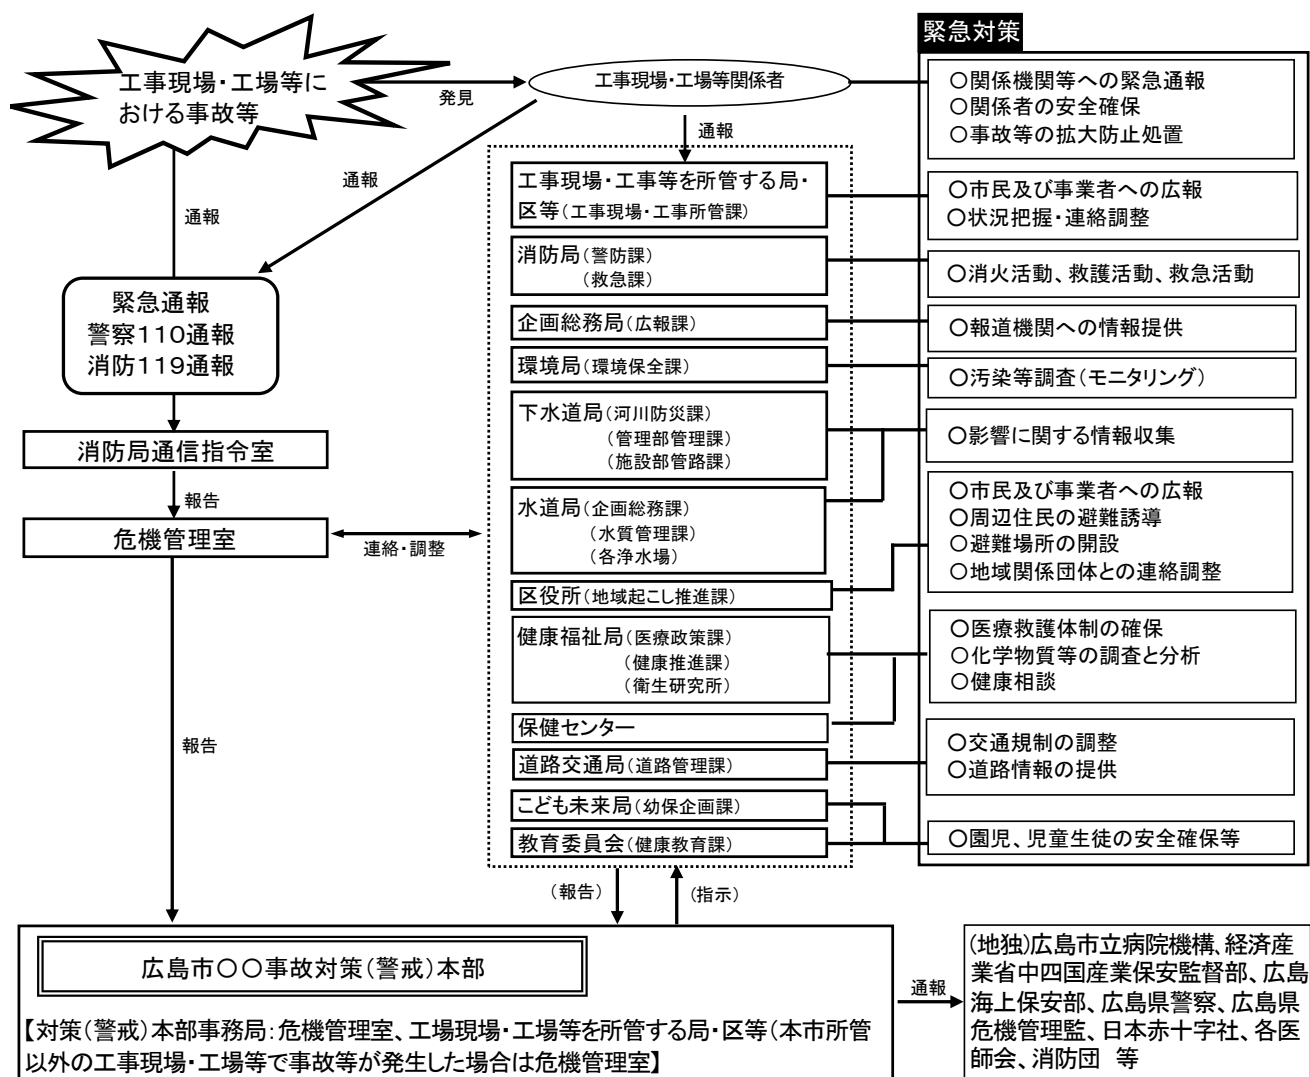 緊急対策
工事現場・工場等に
おける事故等
発見
工事現場・工場等関係者
○関係機関等への緊急通報
○関係者の安全確保
○事故等の拡大防止処置
通報
通報
通報
工事現場・工事等を所管する局・
区等(工事現場・工事所管課)
○市民及び事業者への広報
○状況把握・連絡調整
消防局(警防課)
(救急課)
○消火活動、救護活動、救急活動
緊急通報
警察110通報
消防119通報
企画総務局(広報課)
○報道機関への情報提供
環境局(環境保全課)
○汚染等調査(モニタリング)
下水道局(河川防災課)
(管理部管理課)
(施設部管路課)
○影響に関する情報収集
消防局通信指令室
報告
危機管理室
連絡・調整
水道局(企画総務課)
(水質管理課)
(各浄水場)
○市民及び事業者への広報
○周辺住民の避難誘導
○避難場所の開設
○地域関係団体との連絡調整
区役所(地域起こし推進課)
健康福祉局(医療政策課)
(健康推進課)
(衛生研究所)
○医療救護体制の確保
○化学物質等の調査と分析
○健康相談
保健センター
報告
道路交通局(道路管理課)
○交通規制の調整
○道路情報の提供
こども未来局(幼保企画課)
教育委員会(健康教育課)
○園児、児童生徒の安全確保等
(報告)
(指示)
広島市○○事故対策(警戒)本部
【対策(警戒)本部事務局:危機管理室、工場現場・工場等を所管する局・区等(本市所管
以外の工事現場・工場等で事故等が発生した場合は危機管理室】
通報
(地独)広島市立病院機構、経済産
業省中四国産業保安監督部、広島
海上保安部、広島県警察、広島県
危機管理監、日本赤十字社、各医
師会、消防団 等